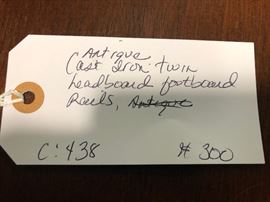 Antique
Cast Iron twin
headboard footboard
Rails, Antique
C: 438 # 300